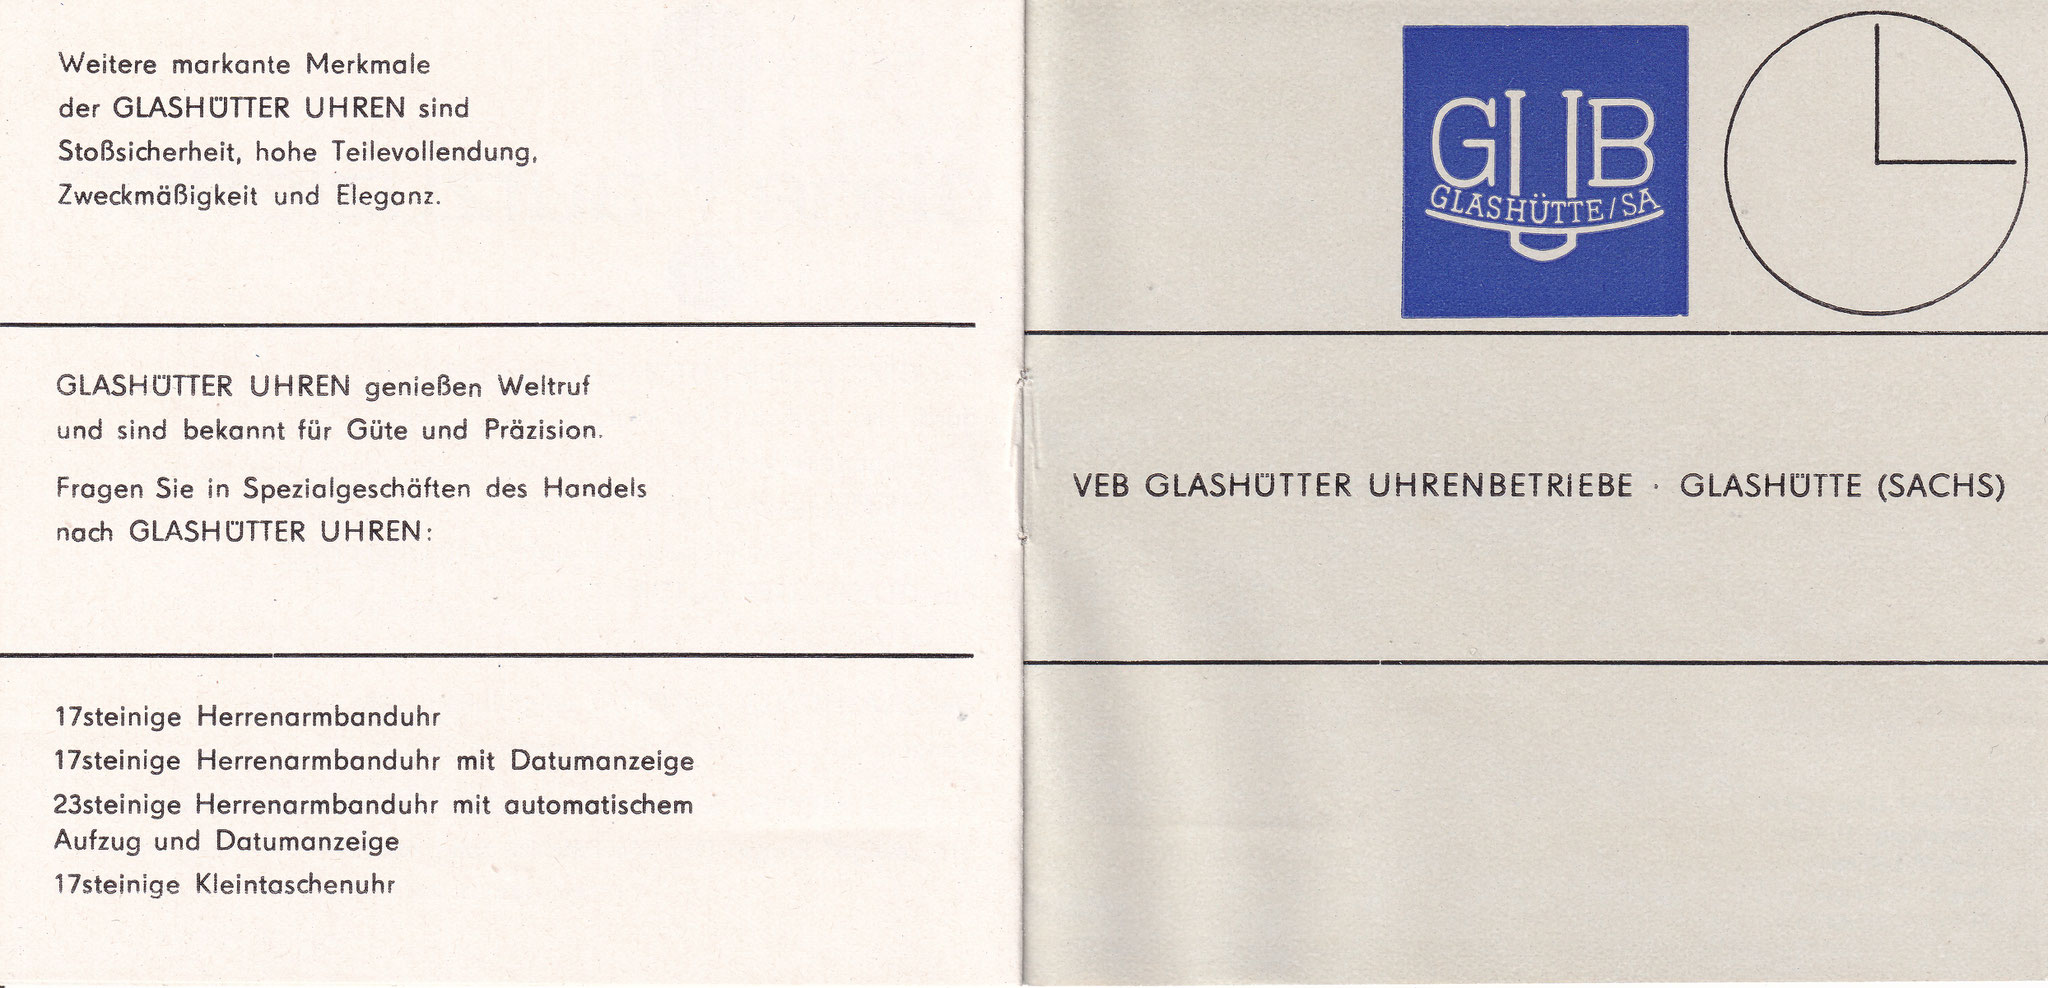 Weitere markante Merkmale
der GLASHÜTTER UHREN sind
Stoßsicherheit, hohe Teilevollendung,
Zweckmäßigkeit und Eleganz.
GLASHÜTTER UHREN genießen Weltruf
und sind bekannt für Güte und Präzision.
Fragen Sie in Spezialgeschäften des Handels
nach GLASHÜTTER UHREN:
17steinige Herrenarmbanduhr
17steinige Herrenarmbanduhr mit Datumanzeige
23steinige Herrenarmbanduhr mit automatischem
Aufzug und Datumanzeige
17steinige Kleintaschenuhr
GUB
GLASHÜTTE/SA
VEB GLASHÜTTER UHRENBETRIEBE · GLASHÜTTE (SACHS)